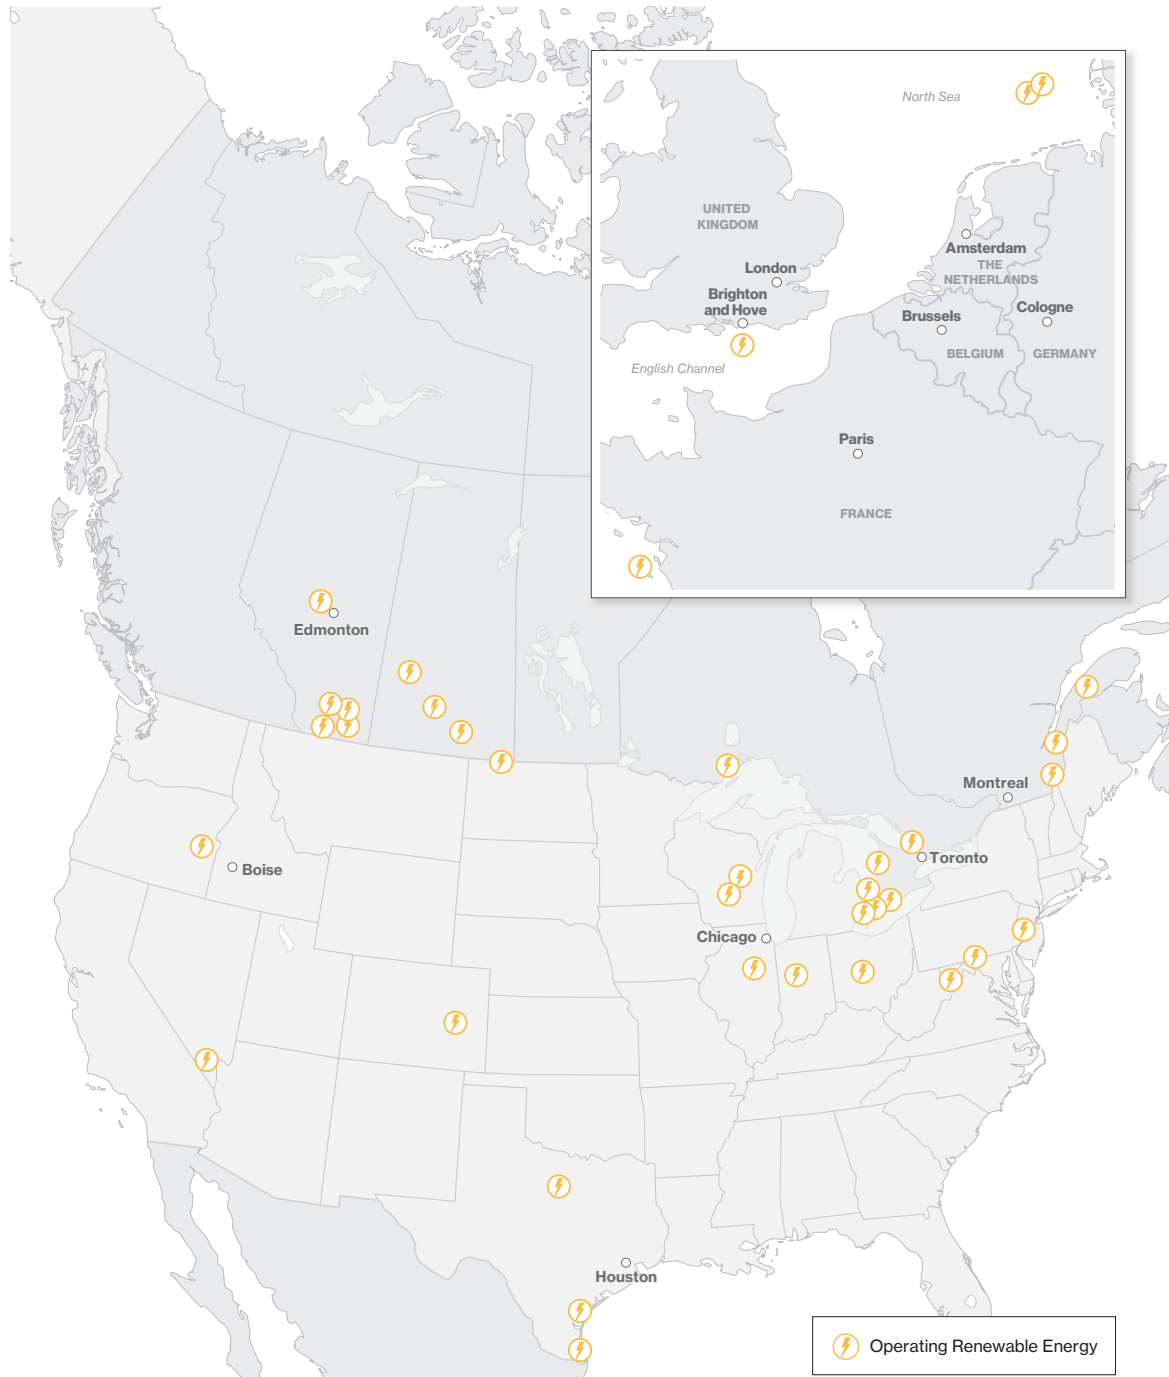 North Sea
UNITED
KINGDOM
Amsterdam
THE
NETHERLANDS
London
Brighton
and Hove
Brussels
Cologne
English Channel
BELGIUM
GERMANY
Paris
FRANCE
Edmonton
Montreal
Boise
Toronto
Chicago
Houston
Operating Renewable Energy